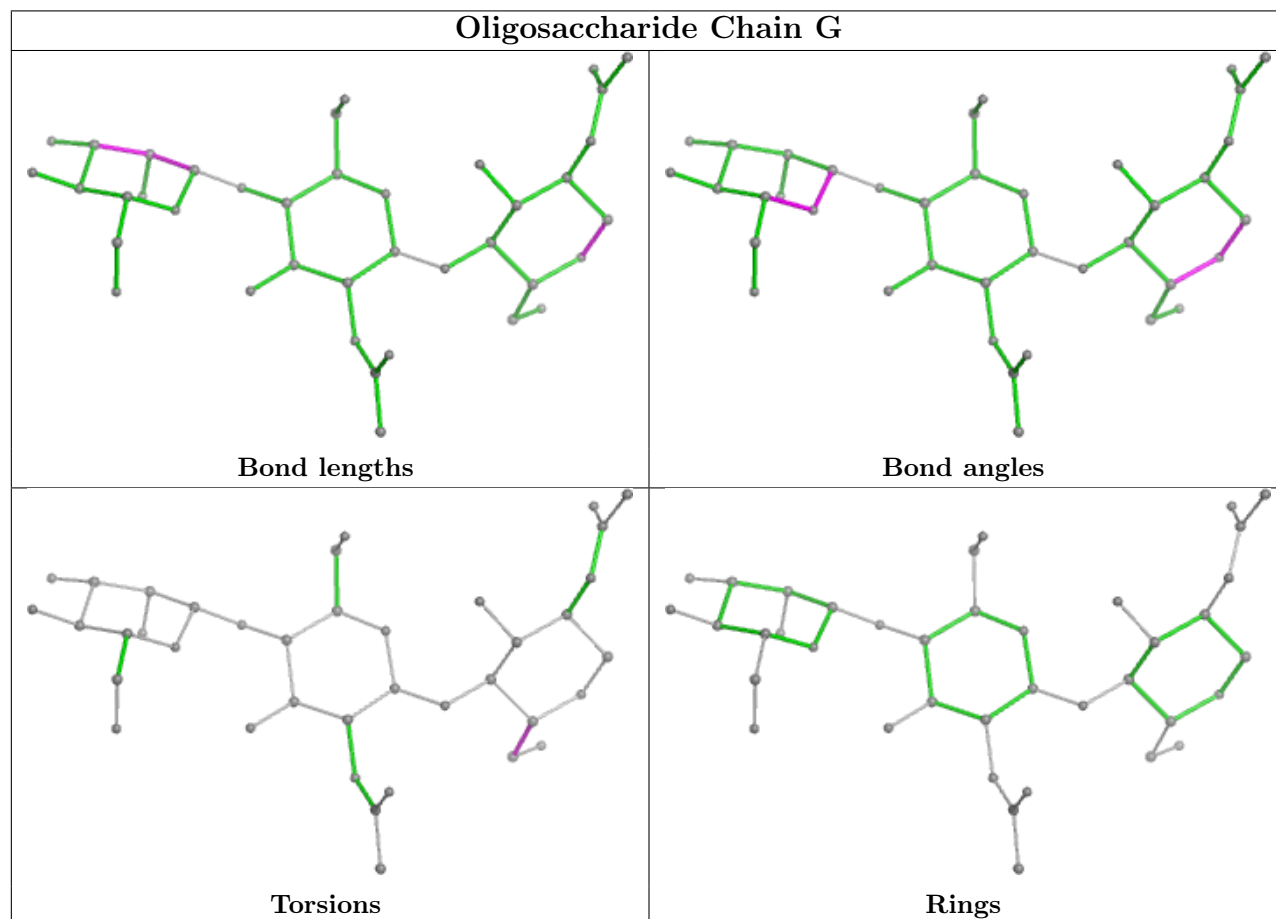 Oligosaccharide Chain G
Bond lengths
Bond angles
Torsions
Rings